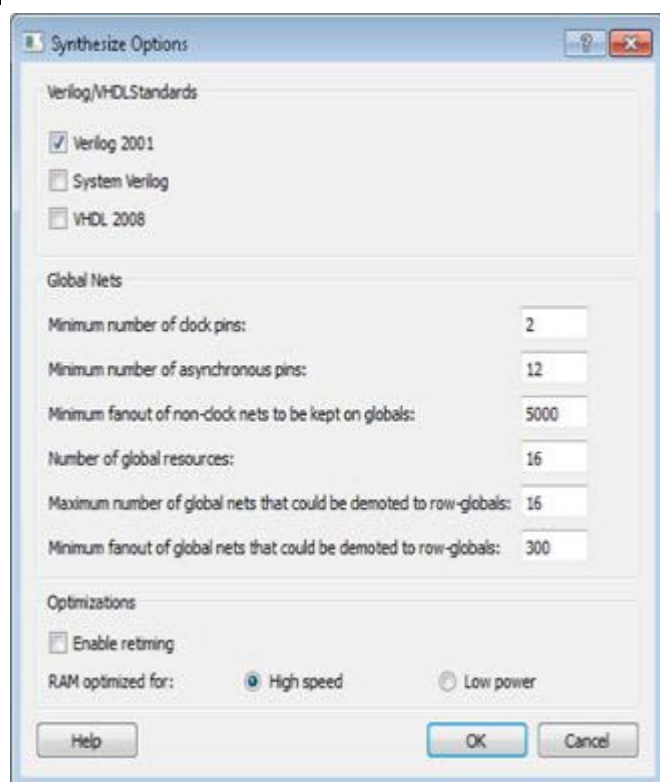 Synthesize Options
Verilog/VHDLStandards
Verilog 2001
System Verilog
VHDL 2008
Global Nets
Minimum number of clock pins: 2
Minimum number of asynchronous pins: 12
Minimum fanout of non-clock nets to be kept on globals: 5000
Number of global resources: 16
Maximum number of global nets that could be demoted to row-globals: 16
Minimum fanout of global nets that could be demoted to row-globals: 300
Optimizations
Enable retiming
RAM optimized for: High speed Low power
Help OK Cancel